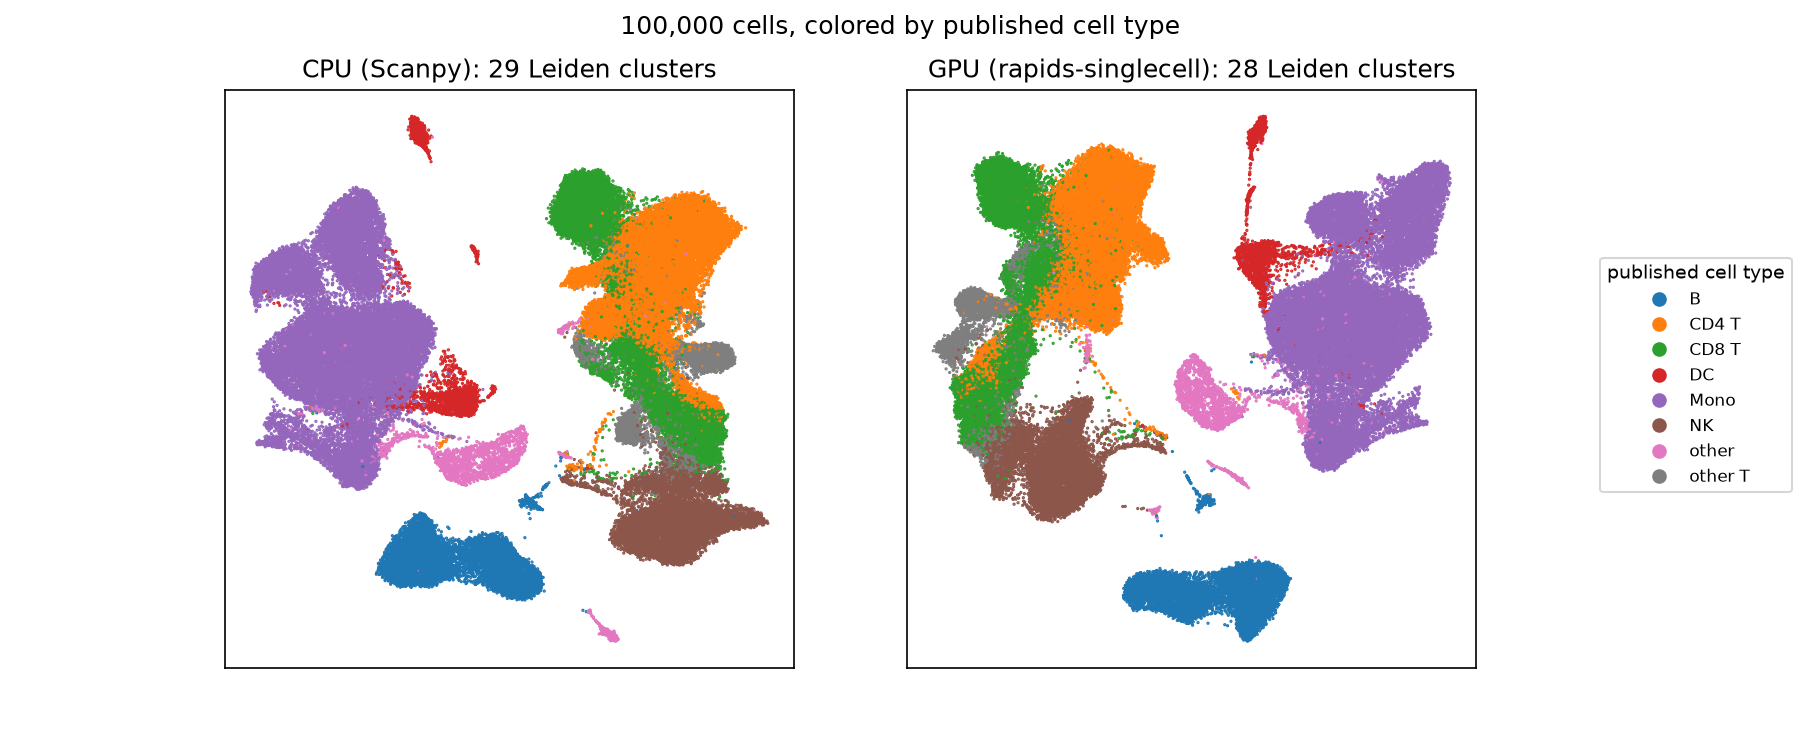 100,000 cells, colored by published cell type
CPU (Scanpy): 29 Leiden clusters
GPU (rapids-singlecell): 28 Leiden clusters
published cell type
B
CD4 T
CD8 T
DC
Mono
NK
other
other T